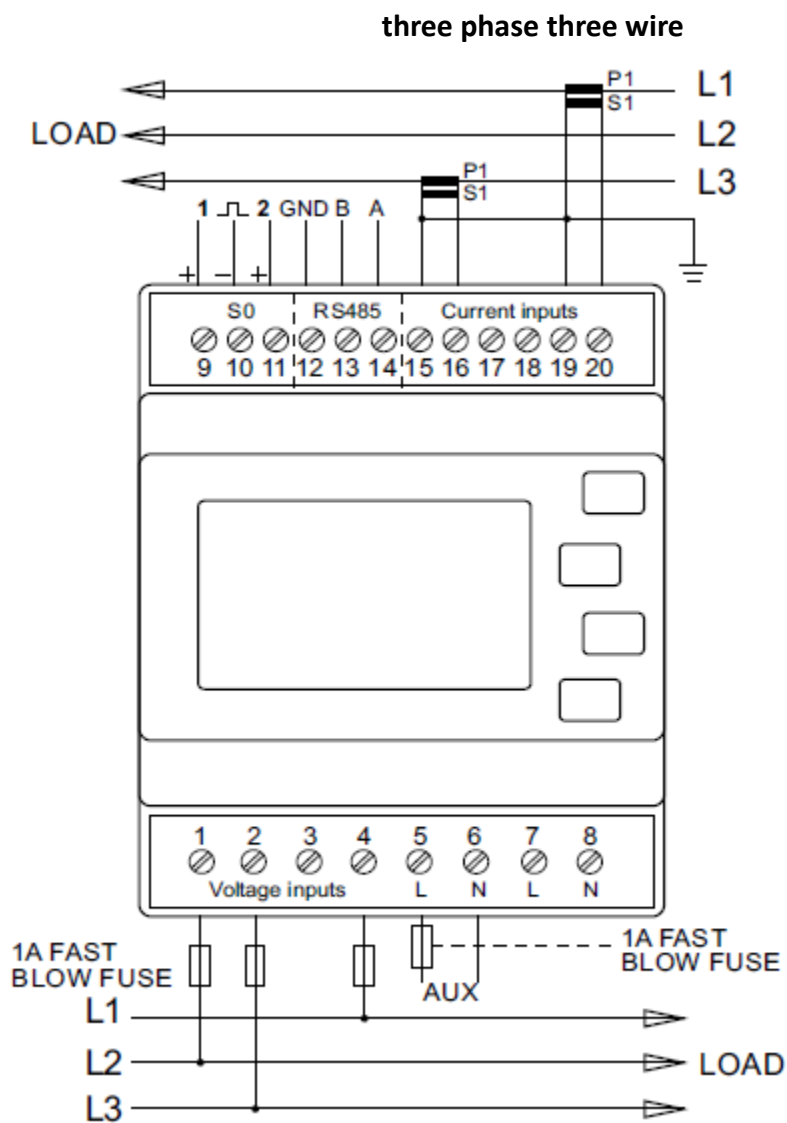 three phase three wire
P1
L1
S1
LOAD
L2
P1
L3
S1
1 2 GND B A
+ – +
S0 RS485 Current inputs
9 10 11 12 13 14 15 16 17 18 19 20
1 2 3 4 5 6 7 8
Voltage inputs L N L N
1A FAST
BLOW FUSE
1A FAST
BLOW FUSE
AUX
L1
L2
LOAD
L3